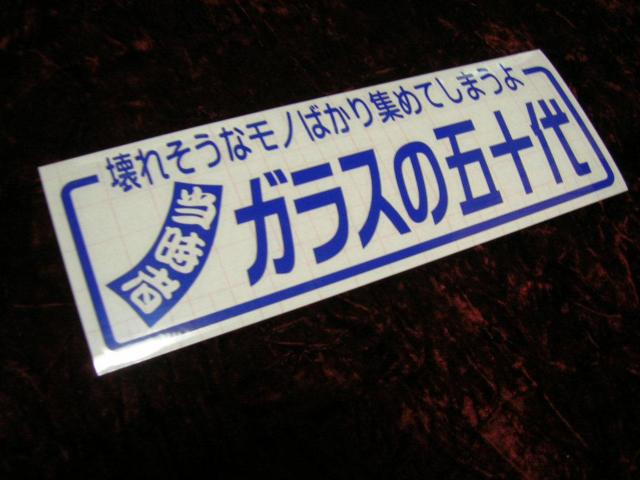 壊れそうなモノばかり集めてしまうよ
当世者
ガラスの五十代